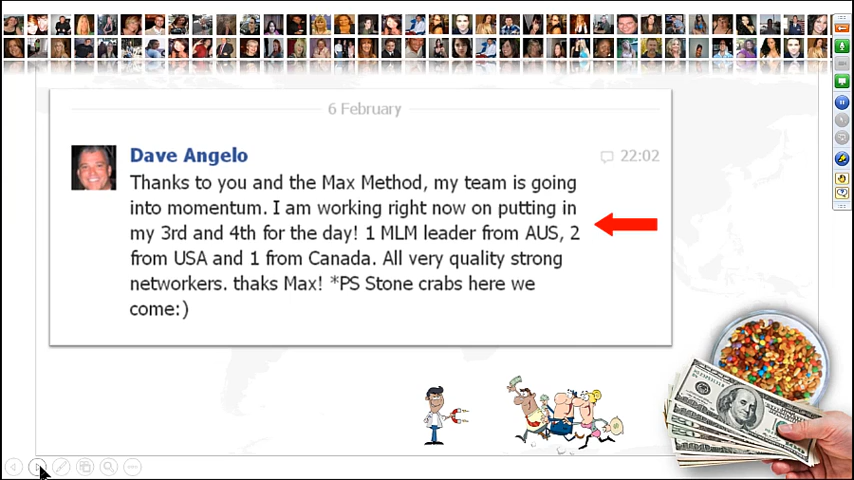 6 February
Dave Angelo
22:02
Thanks to you and the Max Method, my team is going
into momentum. I am working right now on putting in
my 3rd and 4th for the day! 1 MLM leader from AUS, 2
from USA and 1 from Canada. All very quality strong
networkers. thaks Max! *PS Stone crabs here we
come:)